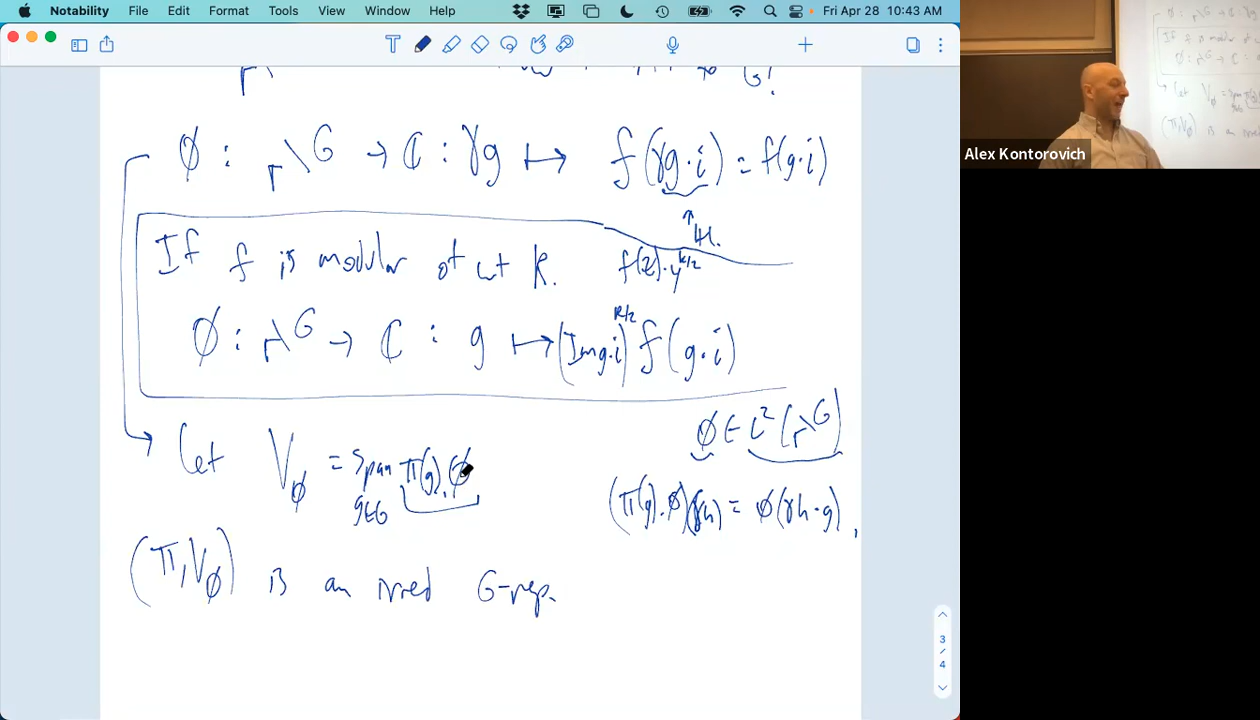 Notability File Edit Format Tools View Window Help Fri Apr 28 10:43 AM
to G!
ϕ : Γ\G → ℂ : γg ↦ f(γg·i) = f(g·i)
↑
If f is modular of wt k. f(z)·y^{k/2}
ϕ : Γ\G → ℂ : g ↦ (Im g·i)^{k/2} f(g·i)
ϕ ∈ L²(Γ\G)
Let V_ϕ = Span_{g∈G} π(g).ϕ
(π(g).ϕ)(γh) = ϕ(γh·g),
(π, V_ϕ) is an irred G-rep.
3
/
4
Alex Kontorovich